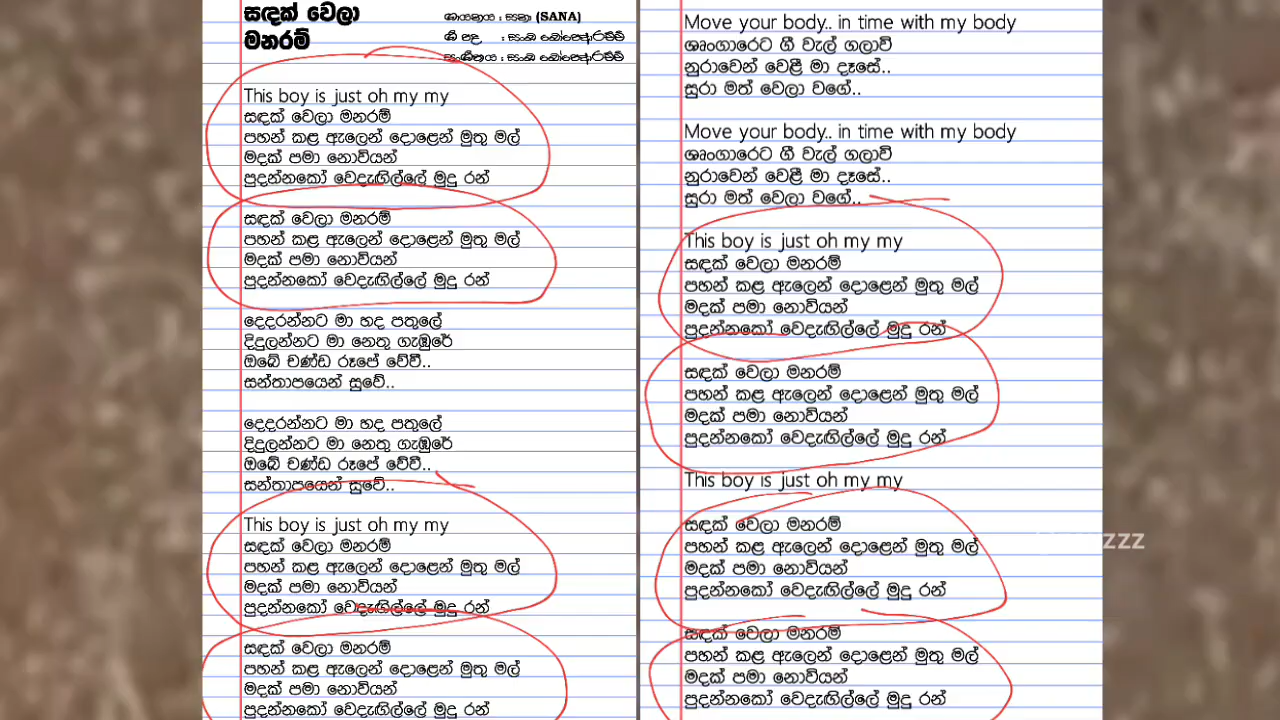 සඳක් වෙලා
මනරම්
ගායනය : සනා (SANA)
ගී පද : සංඛ
සංගීතය : සංඛ
This boy is just oh my my
සඳක් වෙලා මනරම්
පහන් කළ ඇලෙන් දොළෙන් මුතු මල්
මදක් පමා නොවියන්
පුදන්නකෝ වෙදැඟිල්ලේ මුදු රන්
සඳක් වෙලා මනරම්
පහන් කළ ඇලෙන් දොළෙන් මුතු මල්
මදක් පමා නොවියන්
පුදන්නකෝ වෙදැඟිල්ලේ මුදු රන්
දෙදරන්නට මා හද පතුලේ
දිදුලන්නට මා නෙතු ගැඹුරේ
ඔබේ චණ්ඩ රූපේ වේවී..
සන්තාපයෙන් සුවේ..
දෙදරන්නට මා හද පතුලේ
දිදුලන්නට මා නෙතු ගැඹුරේ
ඔබේ චණ්ඩ රූපේ වේවී..
සන්තාපයෙන් සුවේ..
This boy is just oh my my
සඳක් වෙලා මනරම්
පහන් කළ ඇලෙන් දොළෙන් මුතු මල්
මදක් පමා නොවියන්
පුදන්නකෝ වෙදැඟිල්ලේ මුදු රන්
සඳක් වෙලා මනරම්
පහන් කළ ඇලෙන් දොළෙන් මුතු මල්
මදක් පමා නොවියන්
පුදන්නකෝ වෙදැඟිල්ලේ මුදු රන්
Move your body.. in time with my body
ශෘංගාරෙට ගී වැල් ගලාවි
නුරාවෙන් වෙළී මා දෑසේ..
සුරා මත් වෙලා වගේ..
Move your body.. in time with my body
ශෘංගාරෙට ගී වැල් ගලාවි
නුරාවෙන් වෙළී මා දෑසේ..
සුරා මත් වෙලා වගේ..
This boy is just oh my my
සඳක් වෙලා මනරම්
පහන් කළ ඇලෙන් දොළෙන් මුතු මල්
මදක් පමා නොවියන්
පුදන්නකෝ වෙදැඟිල්ලේ මුදු රන්
සඳක් වෙලා මනරම්
පහන් කළ ඇලෙන් දොළෙන් මුතු මල්
මදක් පමා නොවියන්
පුදන්නකෝ වෙදැඟිල්ලේ මුදු රන්
This boy is just oh my my
සඳක් වෙලා මනරම්
පහන් කළ ඇලෙන් දොළෙන් මුතු මල්
මදක් පමා නොවියන්
පුදන්නකෝ වෙදැඟිල්ලේ මුදු රන්
සඳක් වෙලා මනරම්
පහන් කළ ඇලෙන් දොළෙන් මුතු මල්
මදක් පමා නොවියන්
පුදන්නකෝ වෙදැඟිල්ලේ මුදු රන්